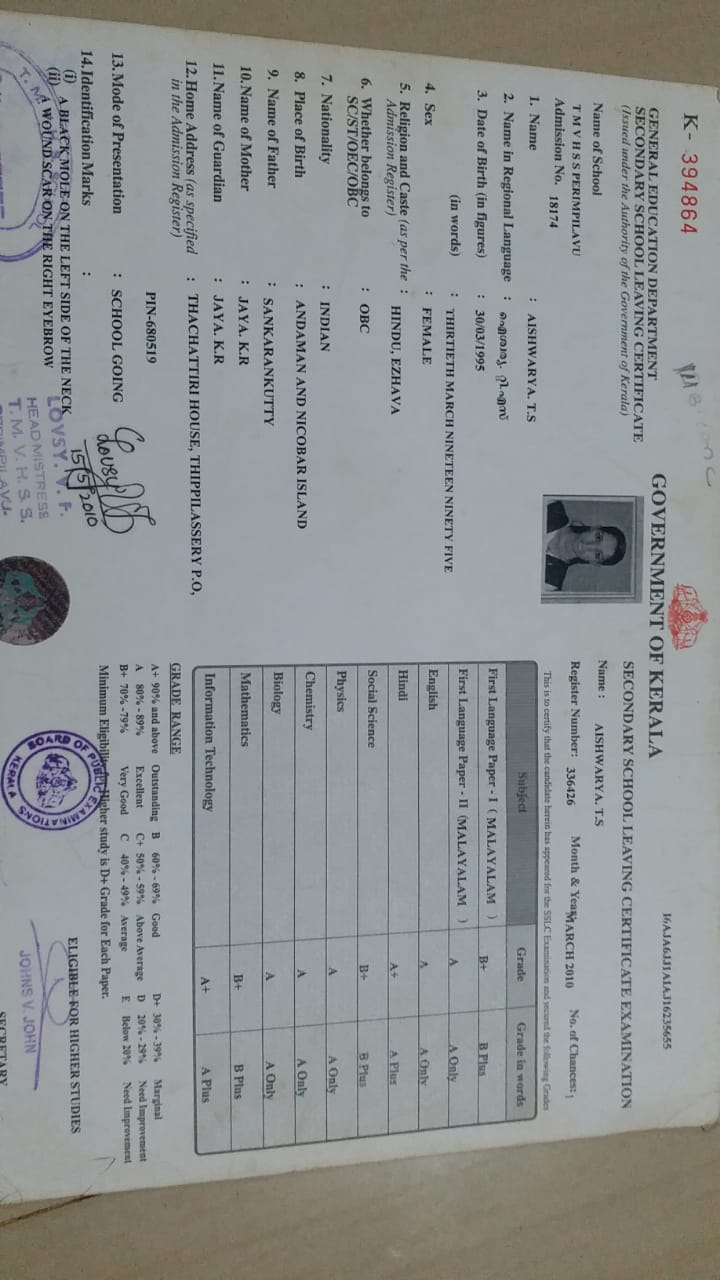 K- 394864
GENERAL EDUCATION DEPARTMENT
SECONDARY SCHOOL LEAVING CERTIFICATE
(Issued under the Authority of the Government of Kerala)
GOVERNMENT OF KERALA
16AJA6JJ1A1AJ16235655
Name of School
T M V H S S PERIMPILAVU
Admission No. 18174
1. Name : AISHWARYA. T.S
2. Name in Regional Language : ഐശ്വര്യ. റ്റി.എസ്
3. Date of Birth (in figures) : 30/03/1995
(in words) : THIRTIETH MARCH NINETEEN NINETY FIVE
4. Sex : FEMALE
5. Religion and Caste (as per the Admission Register) : HINDU, EZHAVA
6. Whether belongs to SC/ST/OEC/OBC : OBC
7. Nationality : INDIAN
8. Place of Birth : ANDAMAN AND NICOBAR ISLAND
9. Name of Father : SANKARANKUTTY
10. Name of Mother : JAYA. K.R
11. Name of Guardian : JAYA. K.R
12. Home Address (as specified in the Admission Register) : THACHATTIRI HOUSE, THIPPILASSERY P.O,
PIN-680519
13. Mode of Presentation : SCHOOL GOING
14. Identification Marks :
(i) A BLACK MOLE ON THE LEFT SIDE OF THE NECK
(ii) A WOUND SCAR ON THE RIGHT EYEBROW
Lovsy V F
15/5/2010
LOVSY. V. F.
HEAD MISTRESS
T. M. V. H. S. S.
PERIMPILAVU.
SECONDARY SCHOOL LEAVING CERTIFICATE EXAMINATION
Name : AISHWARYA. T.S
Register Number: 336426 Month & Year: MARCH 2010 No. of Chances: 1
This is to certify that the candidate herein has appeared for the SSLC Examination and secured the following Grades
Subject Grade Grade in words
First Language Paper - I ( MALAYALAM ) B+ B Plus
First Language Paper - II (MALAYALAM ) A A Only
English A A Only
Hindi A+ A Plus
Social Science B+ B Plus
Physics A A Only
Chemistry A A Only
Biology A A Only
Mathematics B+ B Plus
Information Technology A+ A Plus
GRADE RANGE
A+ 90% and above Outstanding B 60% - 69% Good D+ 30% - 39% Marginal
A 80% - 89% Excellent C+ 50% - 59% Above Average D 20% - 29% Need Improvement
B+ 70% -79% Very Good C 40% - 49% Average E Below 20% Need Improvement
Minimum Eligibility for Higher study is D+ Grade for Each Paper.
BOARD OF PUBLIC EXAMINATIONS
KERALA
ELIGIBLE FOR HIGHER STUDIES
JOHNS V. JOHN
SECRETARY